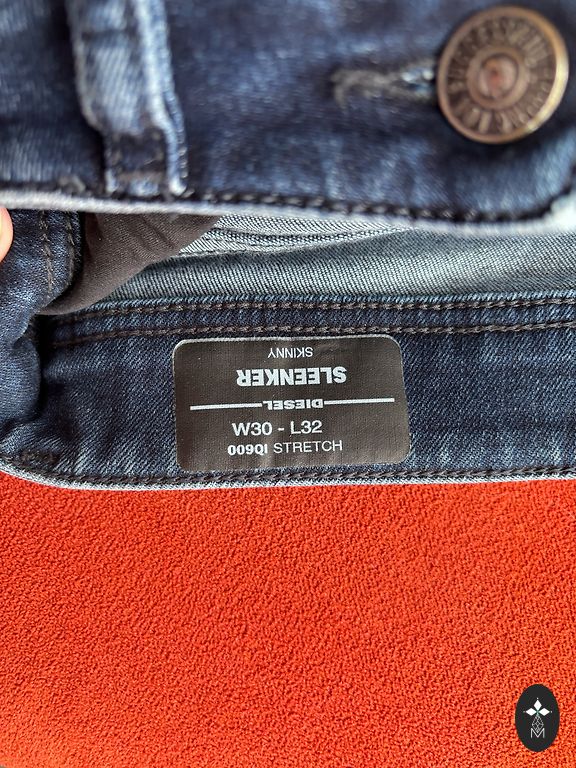 SKINNY
SLEENKER
DIESEL
W30 - L32
009QI STRETCH
M